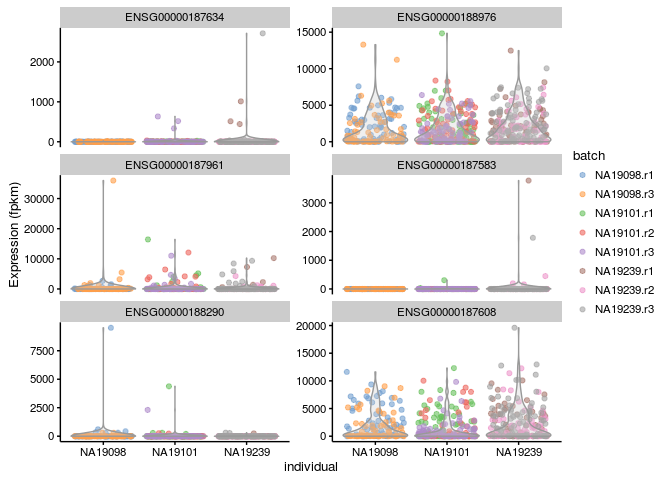 ENSG00000187634
ENSG00000188976
2000
1000
0
15000
10000
5000
0
ENSG00000187961
ENSG00000187583
30000
20000
10000
0
3000
2000
1000
0
ENSG00000188290
ENSG00000187608
7500
5000
2500
0
20000
15000
10000
5000
0
NA19098
NA19101
NA19239
NA19098
NA19101
NA19239
individual
Expression (fpkm)
batch
NA19098.r1
NA19098.r3
NA19101.r1
NA19101.r2
NA19101.r3
NA19239.r1
NA19239.r2
NA19239.r3